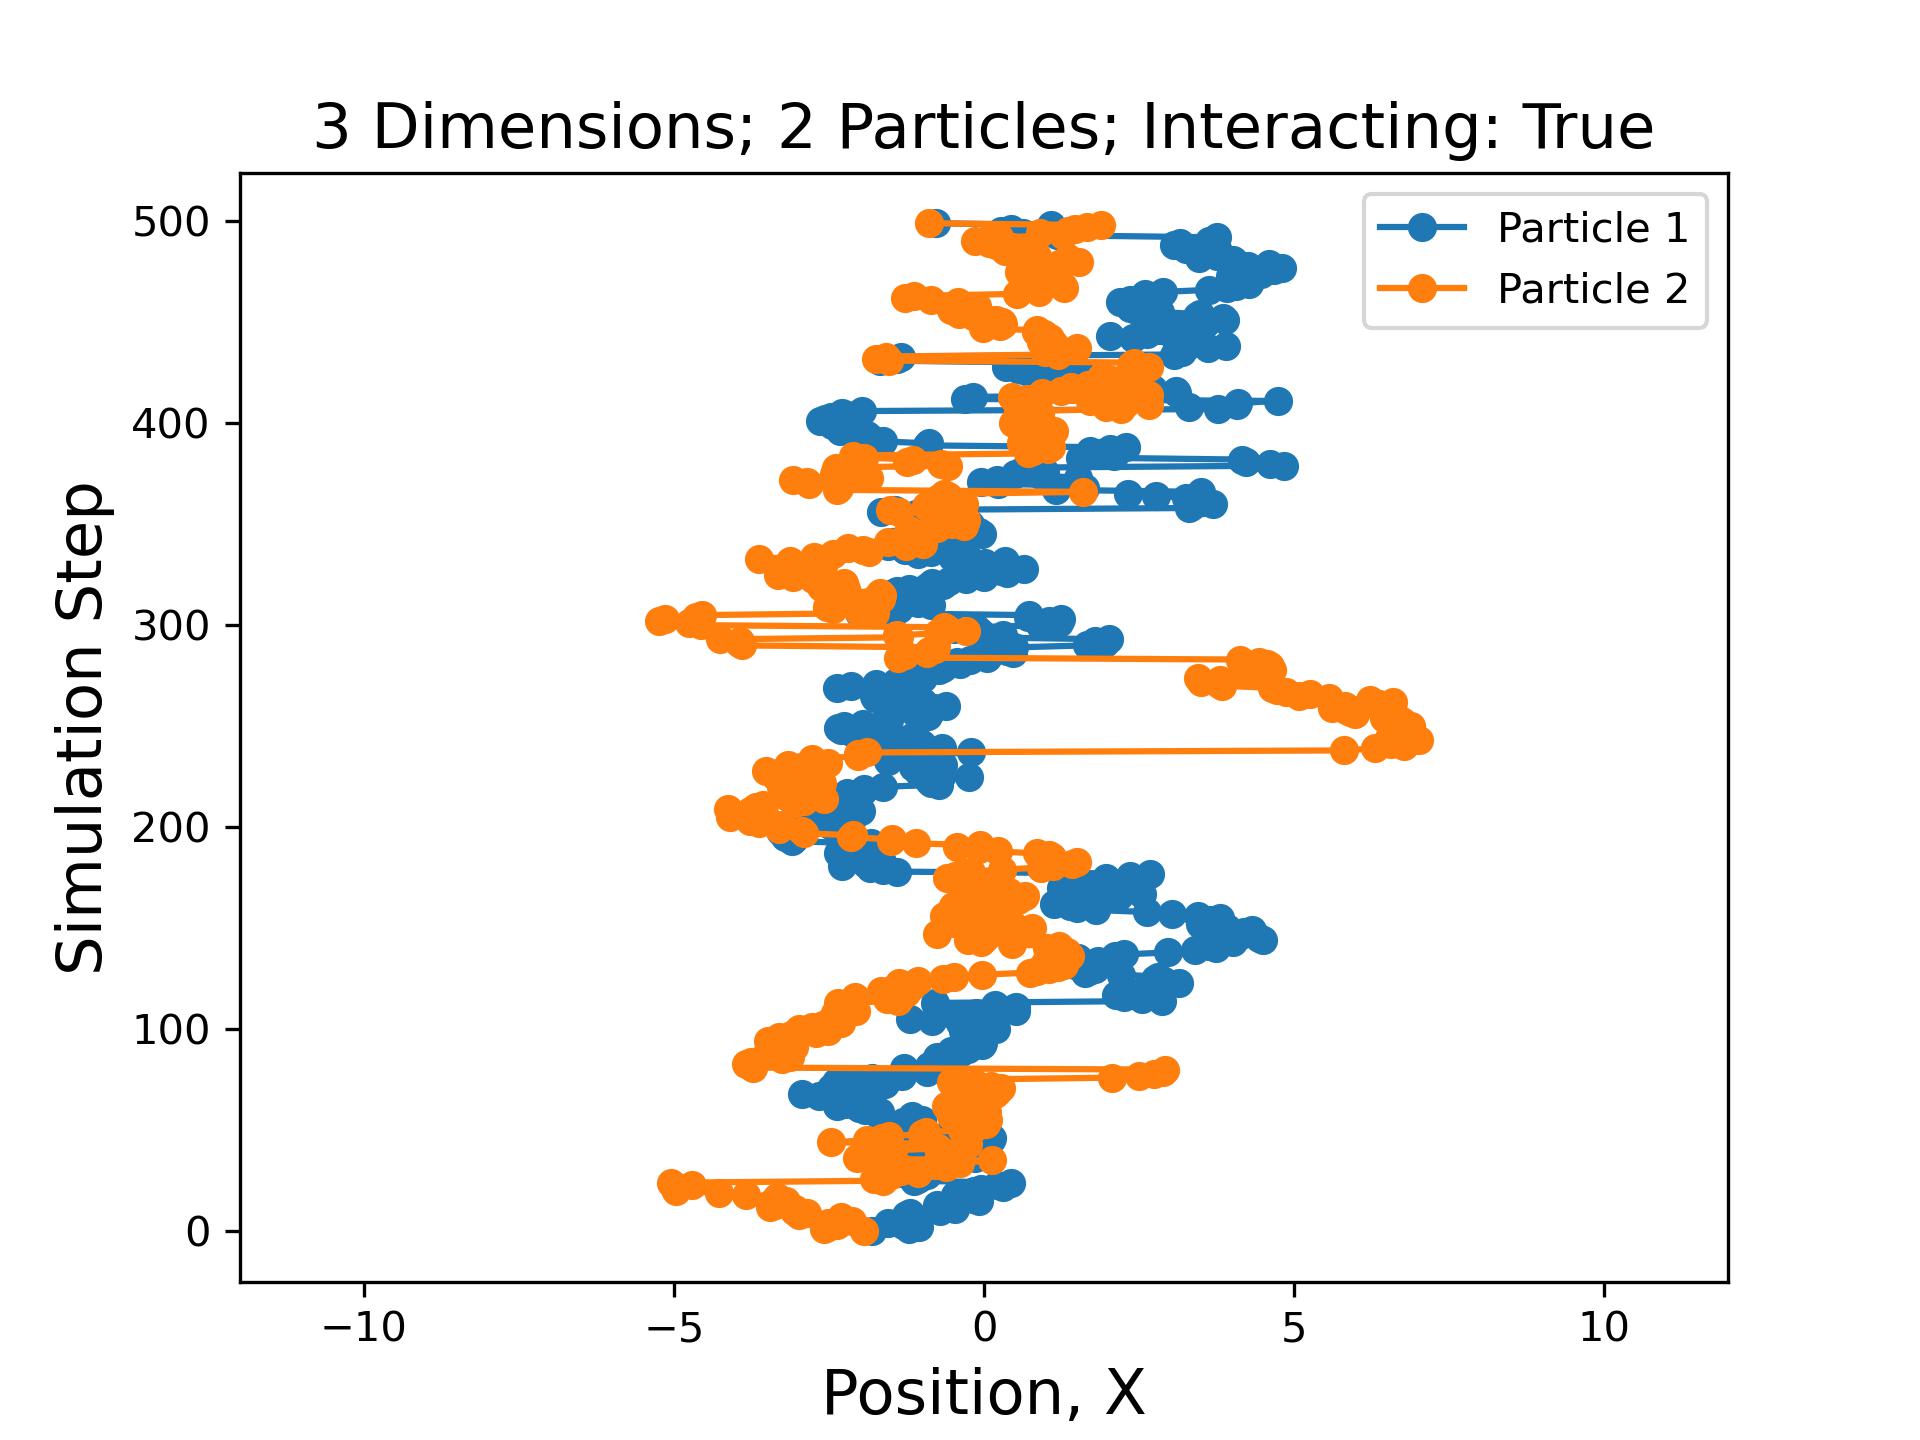 3 Dimensions; 2 Particles; Interacting: True
Particle 1
Particle 2
500
400
300
200
100
0
Simulation Step
−10
−5
0
5
10
Position, X